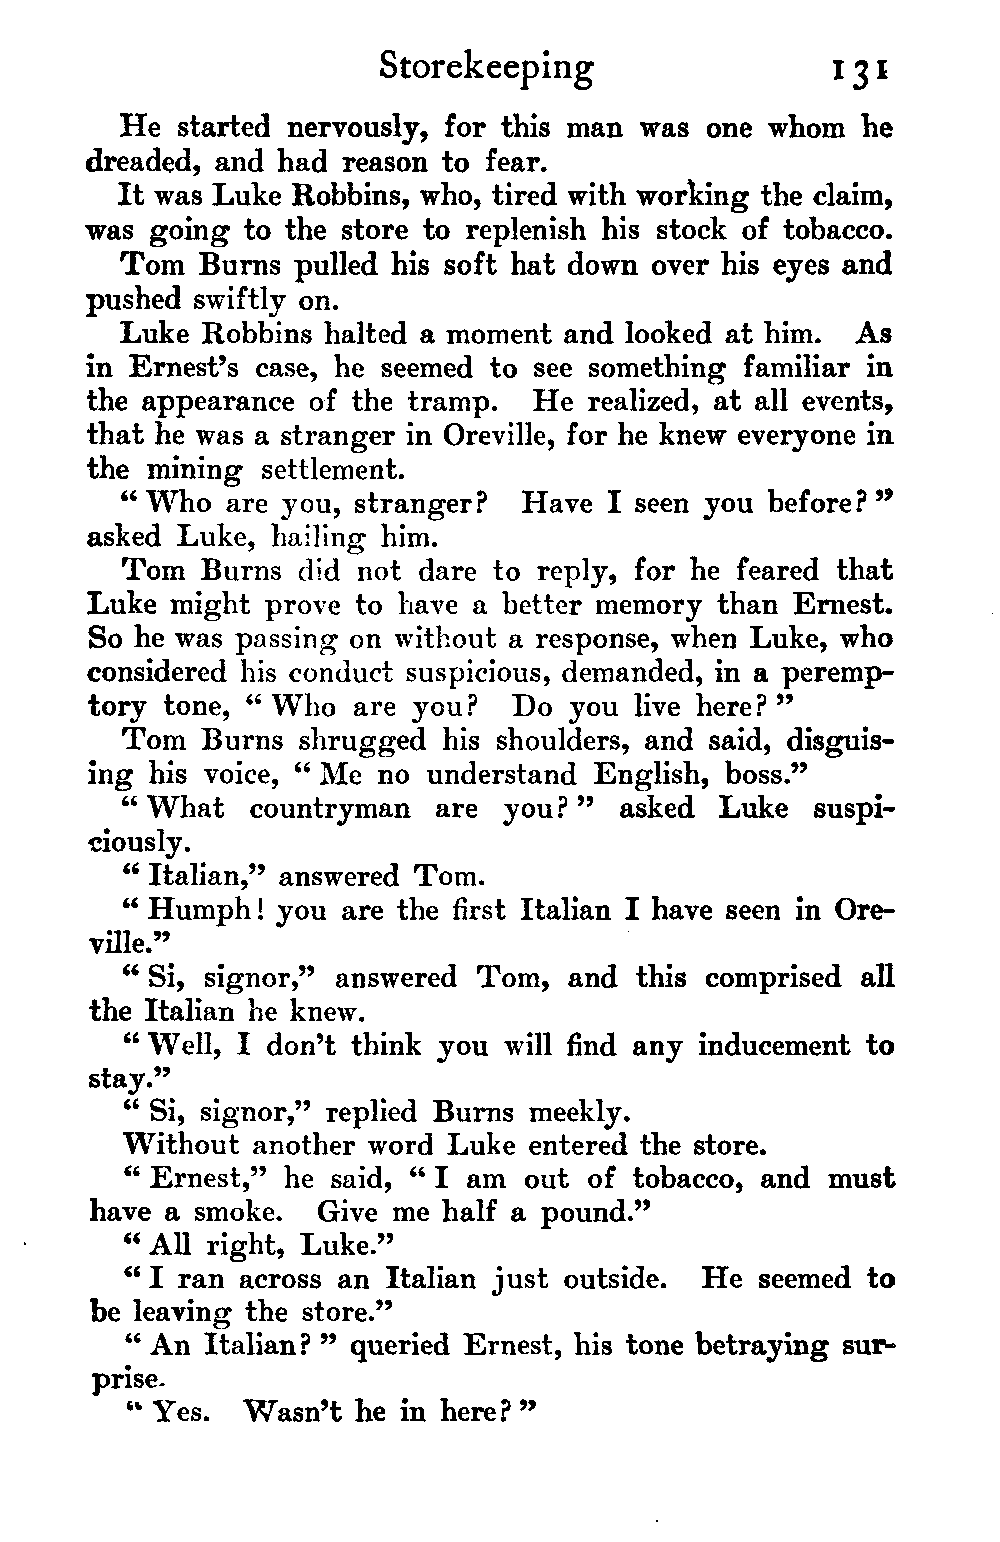 Storekeeping 131
He started nervously, for this man was one whom he
dreaded, and had reason to fear.
It was Luke Robbins, who, tired with working the claim,
was going to the store to replenish his stock of tobacco.
Tom Burns pulled his soft hat down over his eyes and
pushed swiftly on.
Luke Robbins halted a moment and looked at him. As
in Ernest's case, he seemed to see something familiar in
the appearance of the tramp. He realized, at all events,
that he was a stranger in Oreville, for he knew everyone in
the mining settlement.
“ Who are you, stranger? Have I seen you before? ”
asked Luke, hailing him.
Tom Burns did not dare to reply, for he feared that
Luke might prove to have a better memory than Ernest.
So he was passing on without a response, when Luke, who
considered his conduct suspicious, demanded, in a peremp-
tory tone, “ Who are you? Do you live here? ”
Tom Burns shrugged his shoulders, and said, disguis-
ing his voice, “ Me no understand English, boss.”
“ What countryman are you? ” asked Luke suspi-
ciously.
“ Italian,” answered Tom.
“ Humph! you are the first Italian I have seen in Ore-
ville.”
“ Si, signor,” answered Tom, and this comprised all
the Italian he knew.
“ Well, I don't think you will find any inducement to
stay.”
“ Si, signor,” replied Burns meekly.
Without another word Luke entered the store.
“ Ernest,” he said, “ I am out of tobacco, and must
have a smoke. Give me half a pound.”
“ All right, Luke.”
“ I ran across an Italian just outside. He seemed to
be leaving the store.”
“ An Italian? ” queried Ernest, his tone betraying sur-
prise.
“ Yes. Wasn't he in here? ”